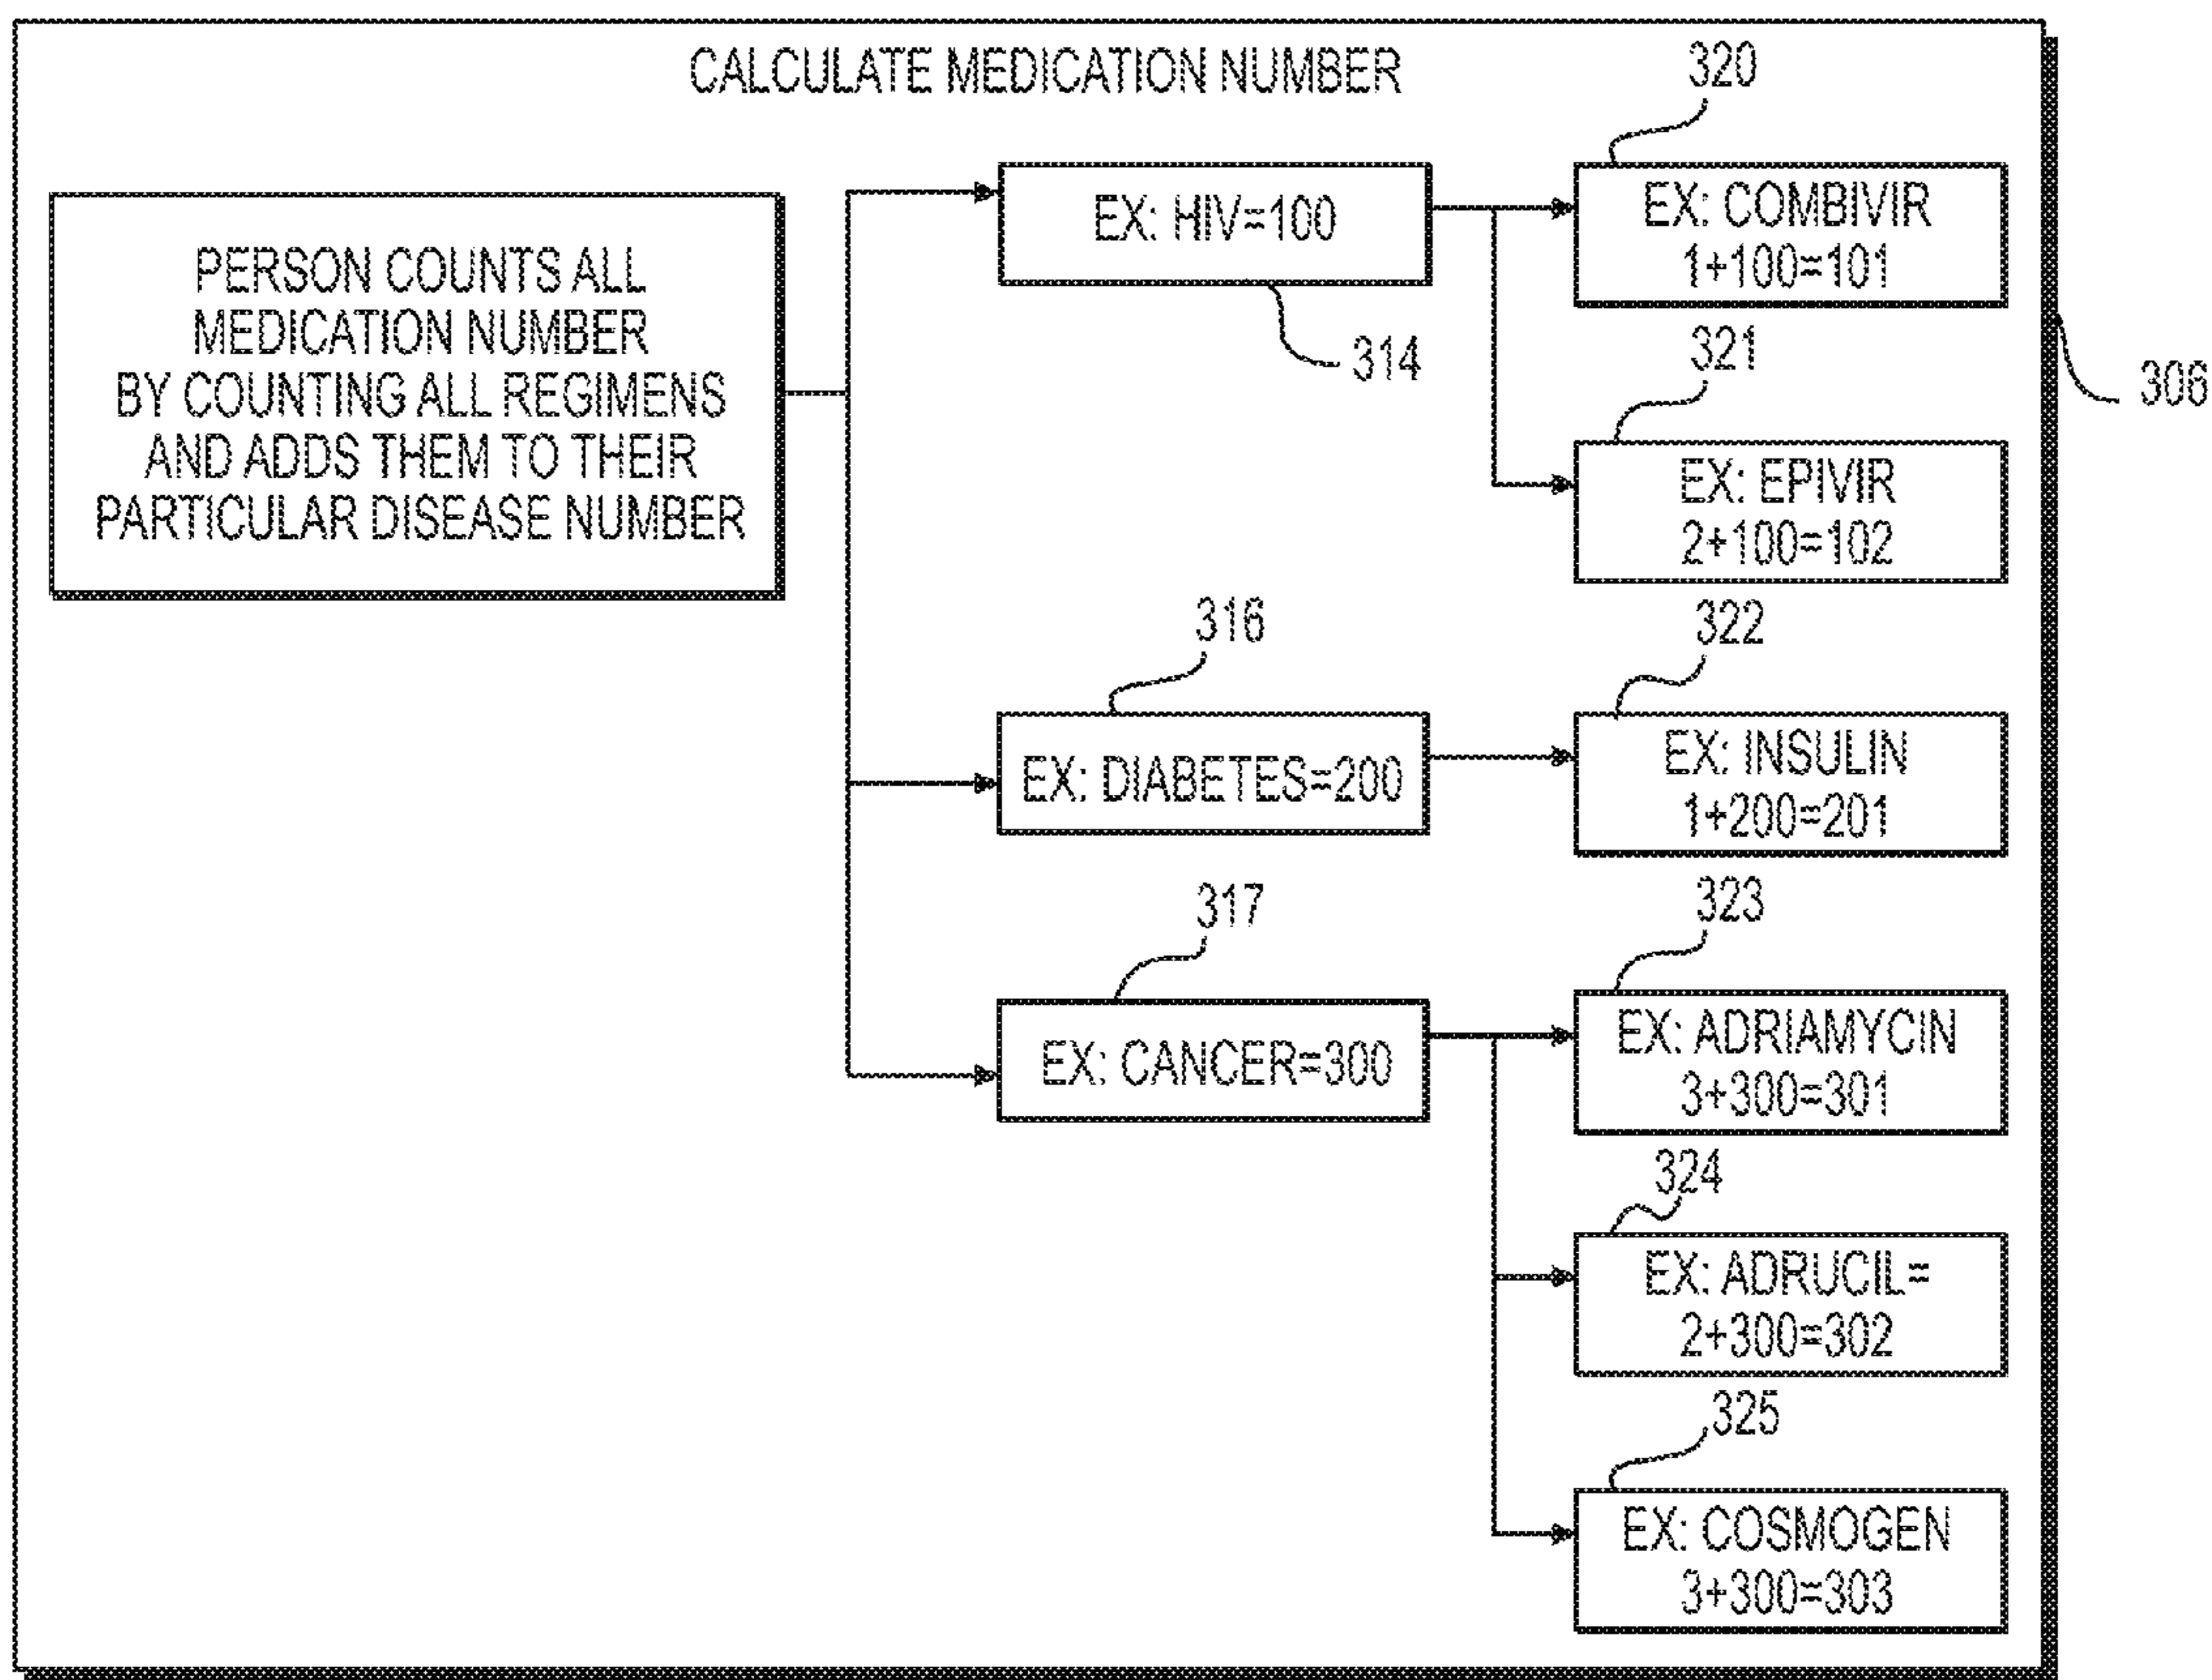 CALCULATE MEDICATION NUMBER
PERSON COUNTS ALL
MEDICATION NUMBER
BY COUNTING ALL REGIMENS
AND ADDS THEM TO THEIR
PARTICULAR DISEASE NUMBER
EX: HIV=100
314
320
EX: COMBIVIR
1+100=101
321
EX: EPIVIR
2+100=102
306
316
EX: DIABETES=200
322
EX: INSULIN
1+200=201
317
EX: CANCER=300
323
EX: ADRIAMYCIN
3+300=301
324
EX: ADRUCIL=
2+300=302
325
EX: COSMOGEN
3+300=303